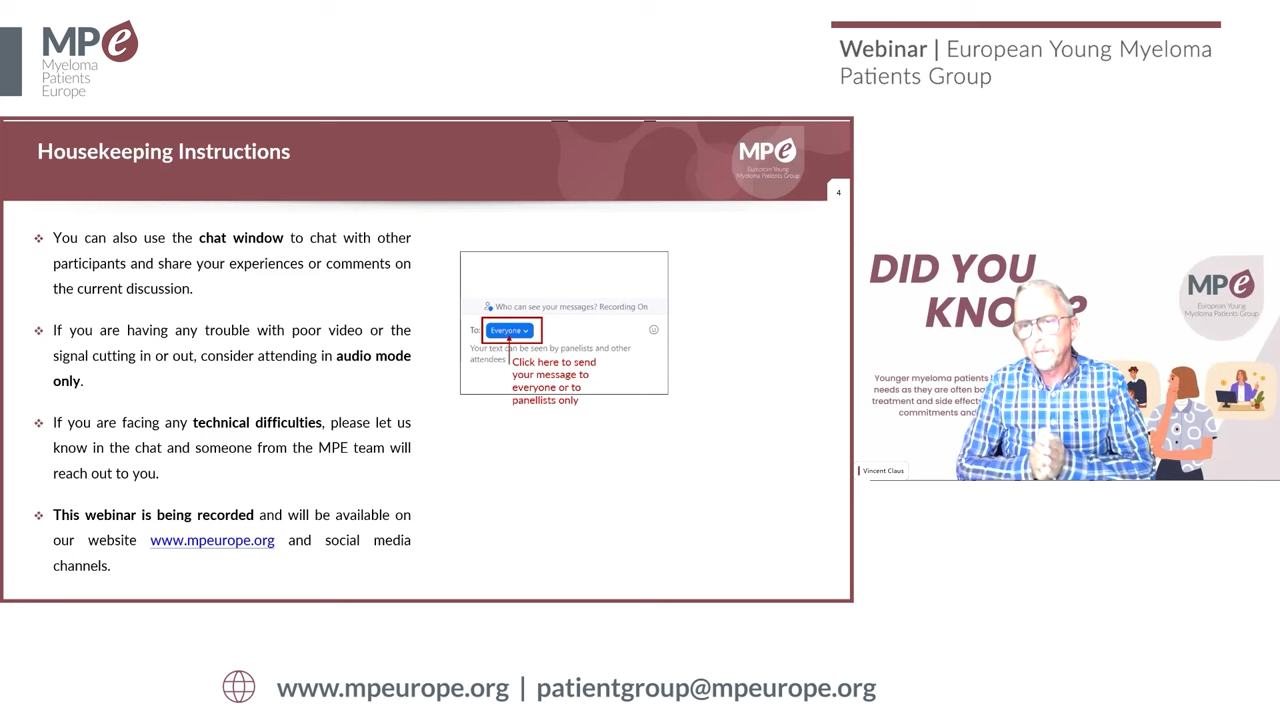 MPe
Myeloma
Patients
Europe
Webinar | European Young Myeloma
Patients Group
Housekeeping Instructions
MPe
European Young
Myeloma Patients Group
4
You can also use the chat window to chat with other
participants and share your experiences or comments on
the current discussion.
If you are having any trouble with poor video or the
signal cutting in or out, consider attending in audio mode
only.
If you are facing any technical difficulties, please let us
know in the chat and someone from the MPE team will
reach out to you.
This webinar is being recorded and will be available on
our website www.mpeurope.org and social media
channels.
Who can see your messages? Recording On
To: Everyone
Your text can be seen by panelists and other
attendees
Click here to send
your message to
everyone or to
panellists only
DID YOU
KNO ?
MPe
European Young
Myeloma Patients Group
Younger myeloma patients
needs as they are often
treatment and side
commitments and
Vincent Claus
www.mpeurope.org | patientgroup@mpeurope.org